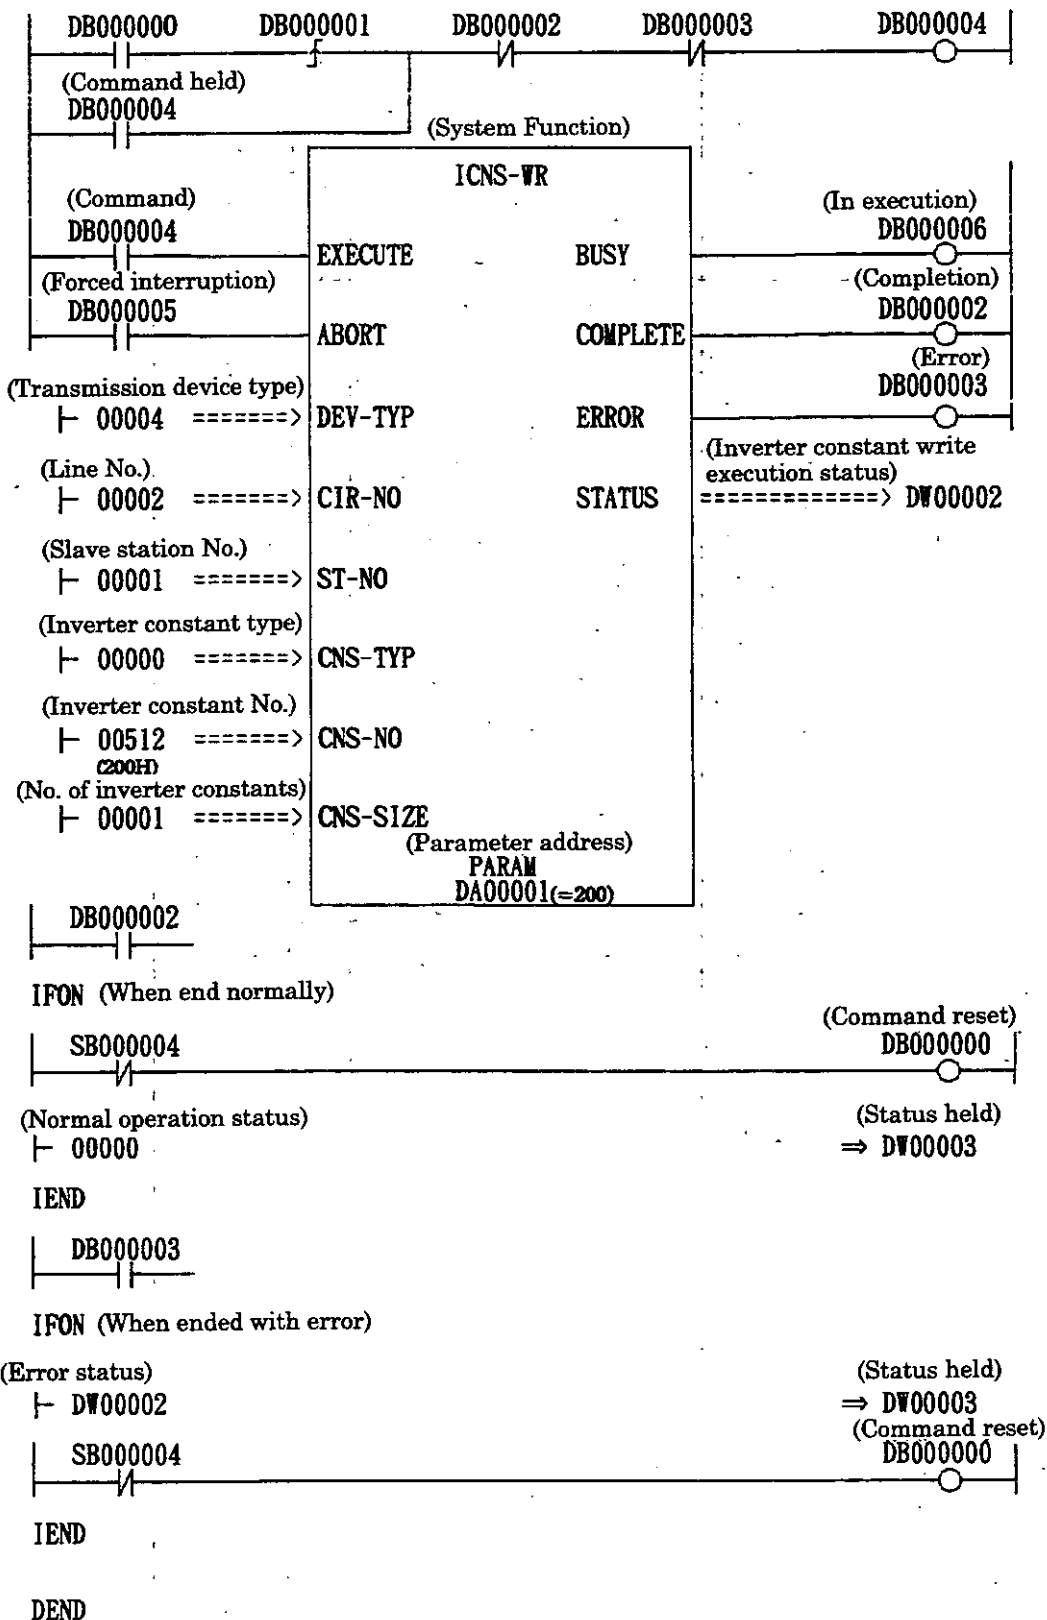 DB000000 DB000001 DB000002 DB000003 DB000004
(Command held)
DB000004
(System Function)
ICNS-WR
(Command)
DB000004
EXECUTE BUSY
(In execution)
DB000006
(Forced interruption)
DB000005
ABORT COMPLETE
(Completion)
DB000002
(Transmission device type)
00004 =======> DEV-TYP ERROR
(Error)
DB000003
(Line No.)
00002 =======> CIR-NO STATUS
(Inverter constant write
execution status)
=============> DW00002
(Slave station No.)
00001 =======> ST-NO
(Inverter constant type)
00000 =======> CNS-TYP
(Inverter constant No.)
00512 =======> CNS-NO
(200H)
(No. of inverter constants)
00001 =======> CNS-SIZE
(Parameter address)
PARAM
DA00001(=200)
DB000002
IFON (When end normally)
SB000004
(Command reset)
DB000000
(Normal operation status)
00000
(Status held)
⇒ DW00003
IEND
DB000003
IFON (When ended with error)
(Error status)
DW00002
(Status held)
⇒ DW00003
SB000004
(Command reset)
DB000000
IEND
DEND